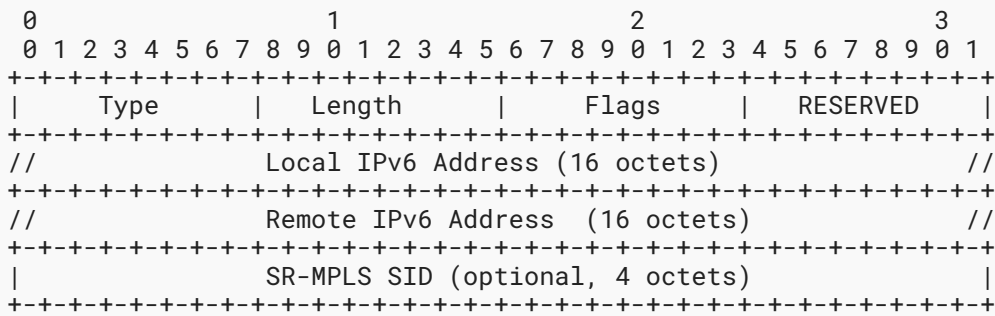 0                   1                   2                   3
 0 1 2 3 4 5 6 7 8 9 0 1 2 3 4 5 6 7 8 9 0 1 2 3 4 5 6 7 8 9 0 1
+-+-+-+-+-+-+-+-+-+-+-+-+-+-+-+-+-+-+-+-+-+-+-+-+-+-+-+-+-+-+-+-+
|     Type      |   Length      |     Flags     |   RESERVED    |
+-+-+-+-+-+-+-+-+-+-+-+-+-+-+-+-+-+-+-+-+-+-+-+-+-+-+-+-+-+-+-+-+
//               Local IPv6 Address (16 octets)                //
+-+-+-+-+-+-+-+-+-+-+-+-+-+-+-+-+-+-+-+-+-+-+-+-+-+-+-+-+-+-+-+-+
//               Remote IPv6 Address  (16 octets)              //
+-+-+-+-+-+-+-+-+-+-+-+-+-+-+-+-+-+-+-+-+-+-+-+-+-+-+-+-+-+-+-+-+
|                SR-MPLS SID (optional, 4 octets)               |
+-+-+-+-+-+-+-+-+-+-+-+-+-+-+-+-+-+-+-+-+-+-+-+-+-+-+-+-+-+-+-+-+